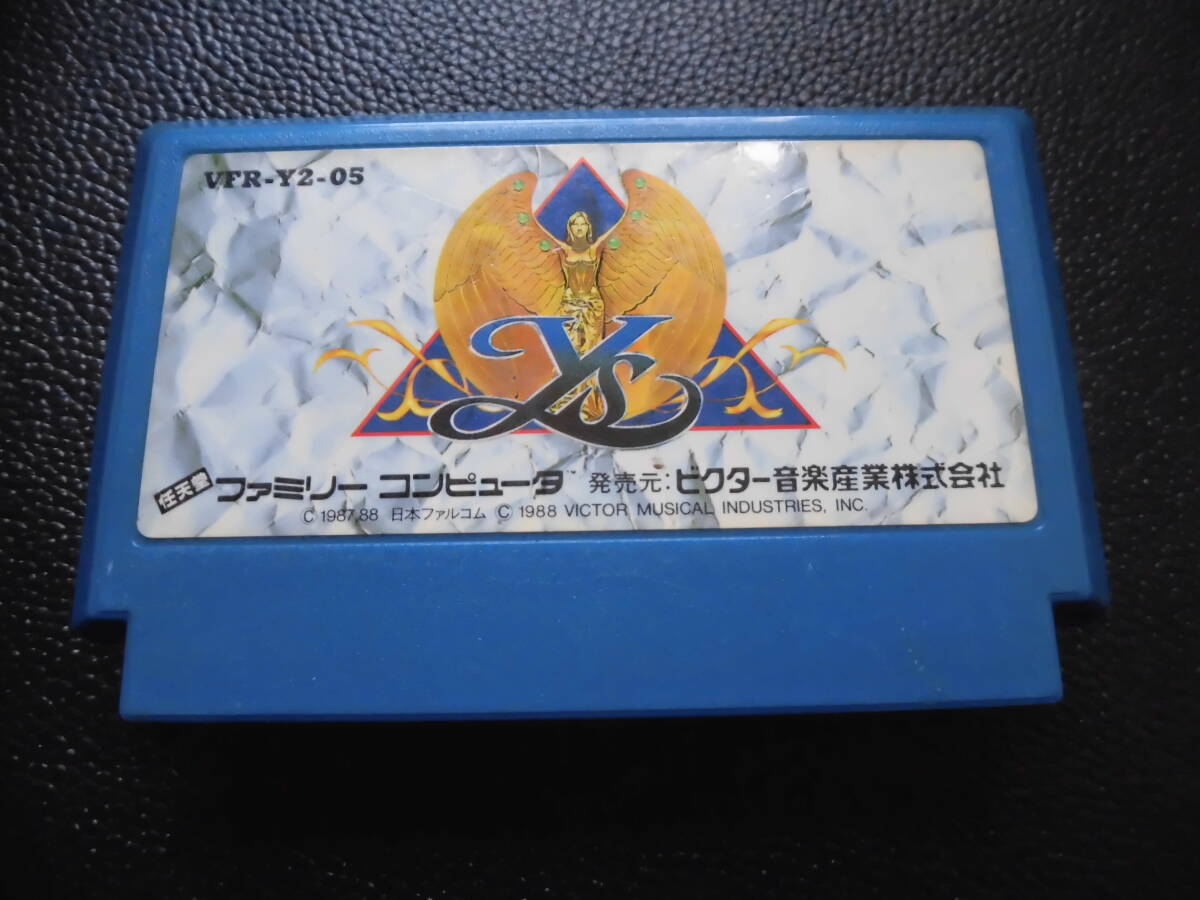 VFR-Y2-05
Ys
任天堂 ファミリーコンピュータ™ 発売元:ビクター音楽産業株式会社
© 1987,88 日本ファルコム © 1988 VICTOR MUSICAL INDUSTRIES, INC.